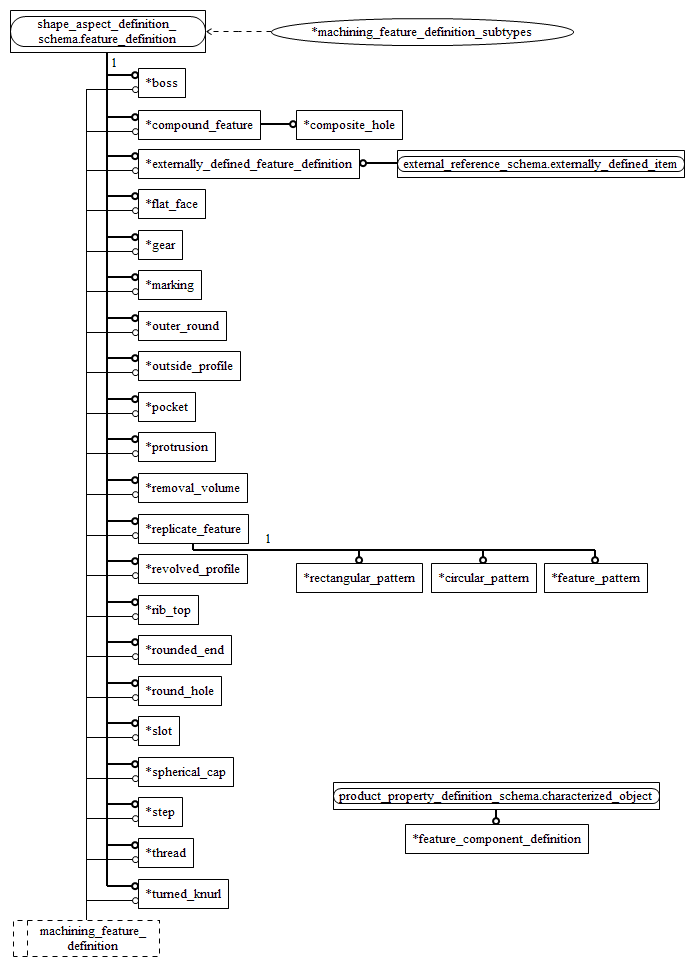 shape_aspect_definition_
schema.feature_definition
*machining_feature_definition_subtypes
1
*boss
*compound_feature
*composite_hole
*externally_defined_feature_definition
external_reference_schema.externally_defined_item
*flat_face
*gear
*marking
*outer_round
*outside_profile
*pocket
*protrusion
*removal_volume
*replicate_feature
1
*rectangular_pattern
*circular_pattern
*feature_pattern
*revolved_profile
*rib_top
*rounded_end
*round_hole
*slot
*spherical_cap
*step
*thread
*turned_knurl
product_property_definition_schema.characterized_object
*feature_component_definition
machining_feature_
definition